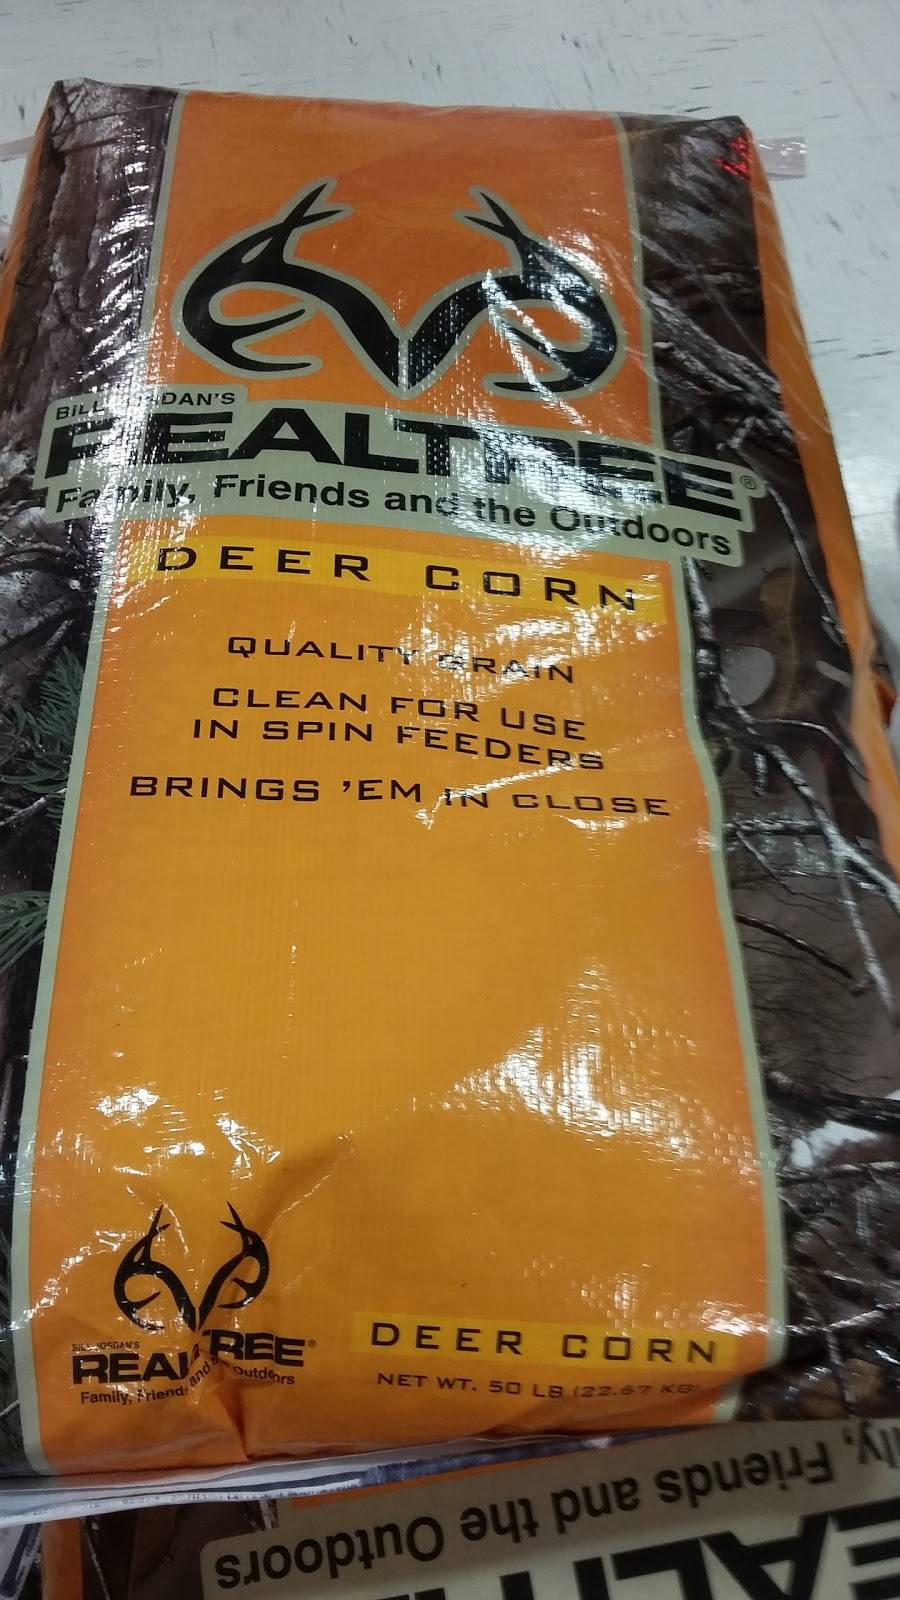 BILL JORDAN'S
REALTREE®
Family, Friends and the Outdoors
DEER CORN
QUALITY GRAIN
CLEAN FOR USE
IN SPIN FEEDERS
BRINGS 'EM IN CLOSE
BILL JORDAN'S
REALTREE®
Family, Friends and the Outdoors
DEER CORN
NET WT. 50 LB (22.67 KG)
Friends and the Outdoors